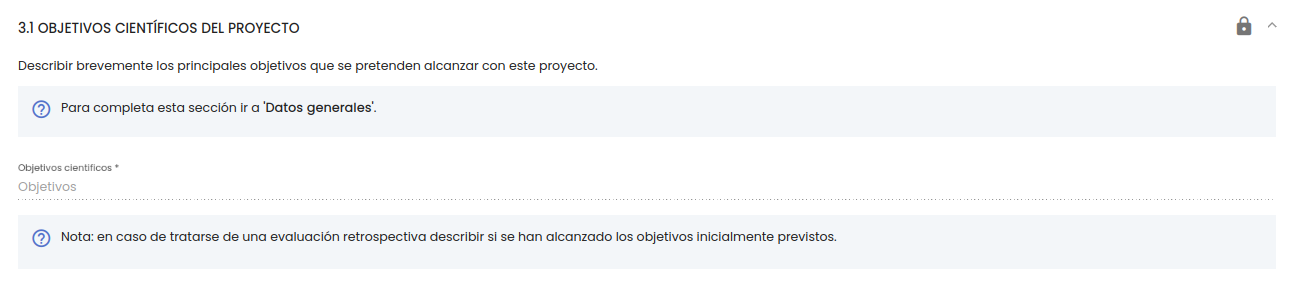 3.1 OBJETIVOS CIENTÍFICOS DEL PROYECTO
Describir brevemente los principales objetivos que se pretenden alcanzar con este proyecto.
Para completa esta sección ir a 'Datos generales'.
Objetivos científicos *
Objetivos
Nota: en caso de tratarse de una evaluación retrospectiva describir si se han alcanzado los objetivos inicialmente previstos.